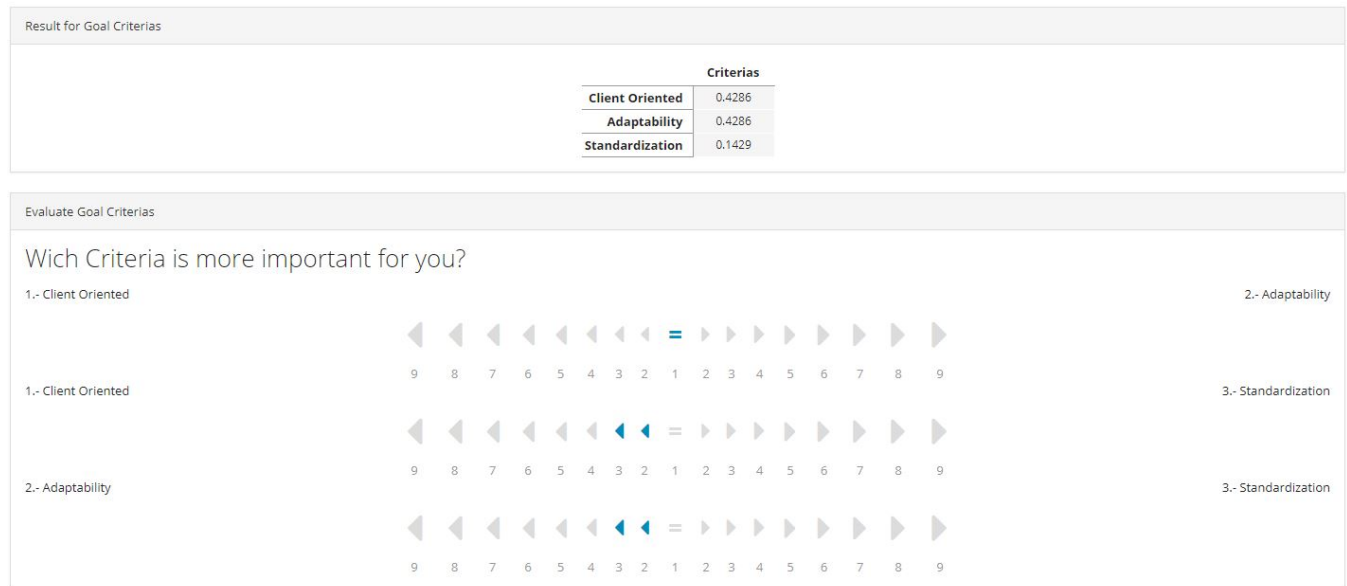 Result for Goal Criterias
Criterias
Client Oriented 0.4286
Adaptability 0.4286
Standardization 0.1429
Evaluate Goal Criterias
Wich Criteria is more important for you?
1.- Client Oriented 2.- Adaptability
=
9 8 7 6 5 4 3 2 1 2 3 4 5 6 7 8 9
1.- Client Oriented 3.- Standardization
=
9 8 7 6 5 4 3 2 1 2 3 4 5 6 7 8 9
2.- Adaptability 3.- Standardization
=
9 8 7 6 5 4 3 2 1 2 3 4 5 6 7 8 9